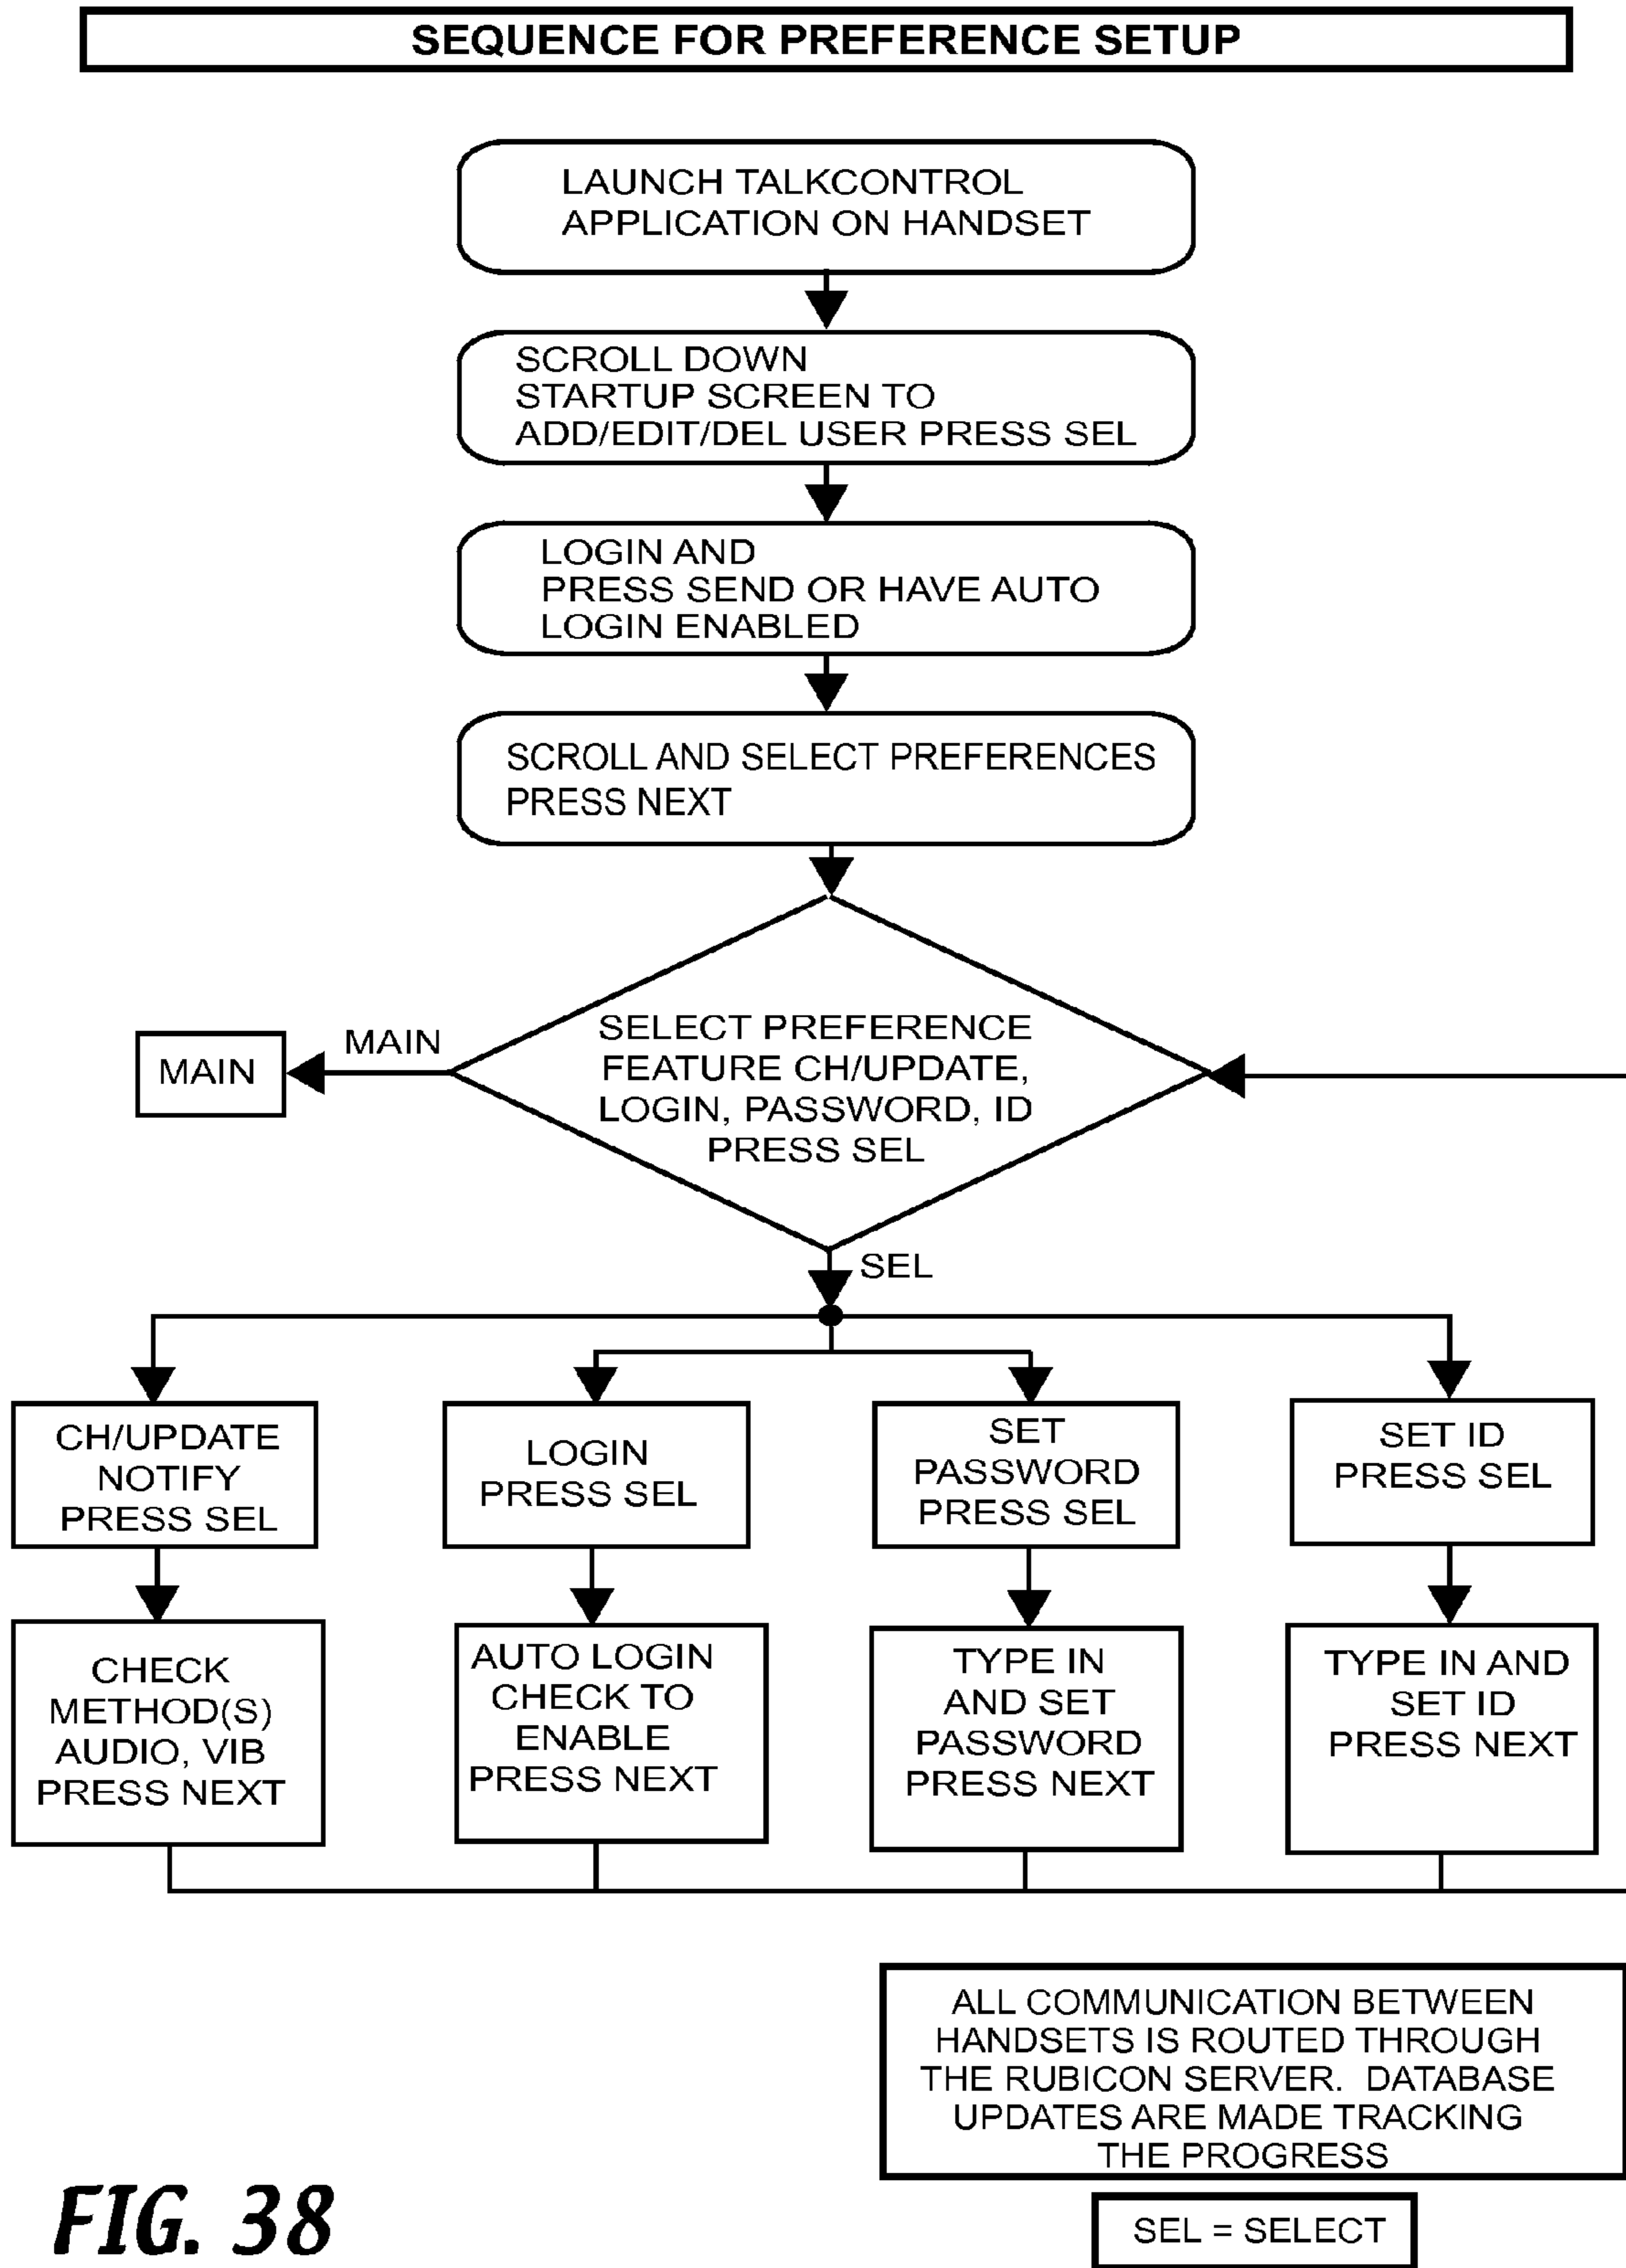 SEQUENCE FOR PREFERENCE SETUP
LAUNCH TALKCONTROL
APPLICATION ON HANDSET
SCROLL DOWN
STARTUP SCREEN TO
ADD/EDIT/DEL USER PRESS SEL
LOGIN AND
PRESS SEND OR HAVE AUTO
LOGIN ENABLED
SCROLL AND SELECT PREFERENCES
PRESS NEXT
MAIN
MAIN
SELECT PREFERENCE
FEATURE CH/UPDATE,
LOGIN, PASSWORD, ID
PRESS SEL
SEL
CH/UPDATE
NOTIFY
PRESS SEL
LOGIN
PRESS SEL
SET
PASSWORD
PRESS SEL
SET ID
PRESS SEL
CHECK
METHOD(S)
AUDIO, VIB
PRESS NEXT
AUTO LOGIN
CHECK TO
ENABLE
PRESS NEXT
TYPE IN
AND SET
PASSWORD
PRESS NEXT
TYPE IN AND
SET ID
PRESS NEXT
ALL COMMUNICATION BETWEEN
HANDSETS IS ROUTED THROUGH
THE RUBICON SERVER. DATABASE
UPDATES ARE MADE TRACKING
THE PROGRESS
SEL = SELECT
FIG. 38